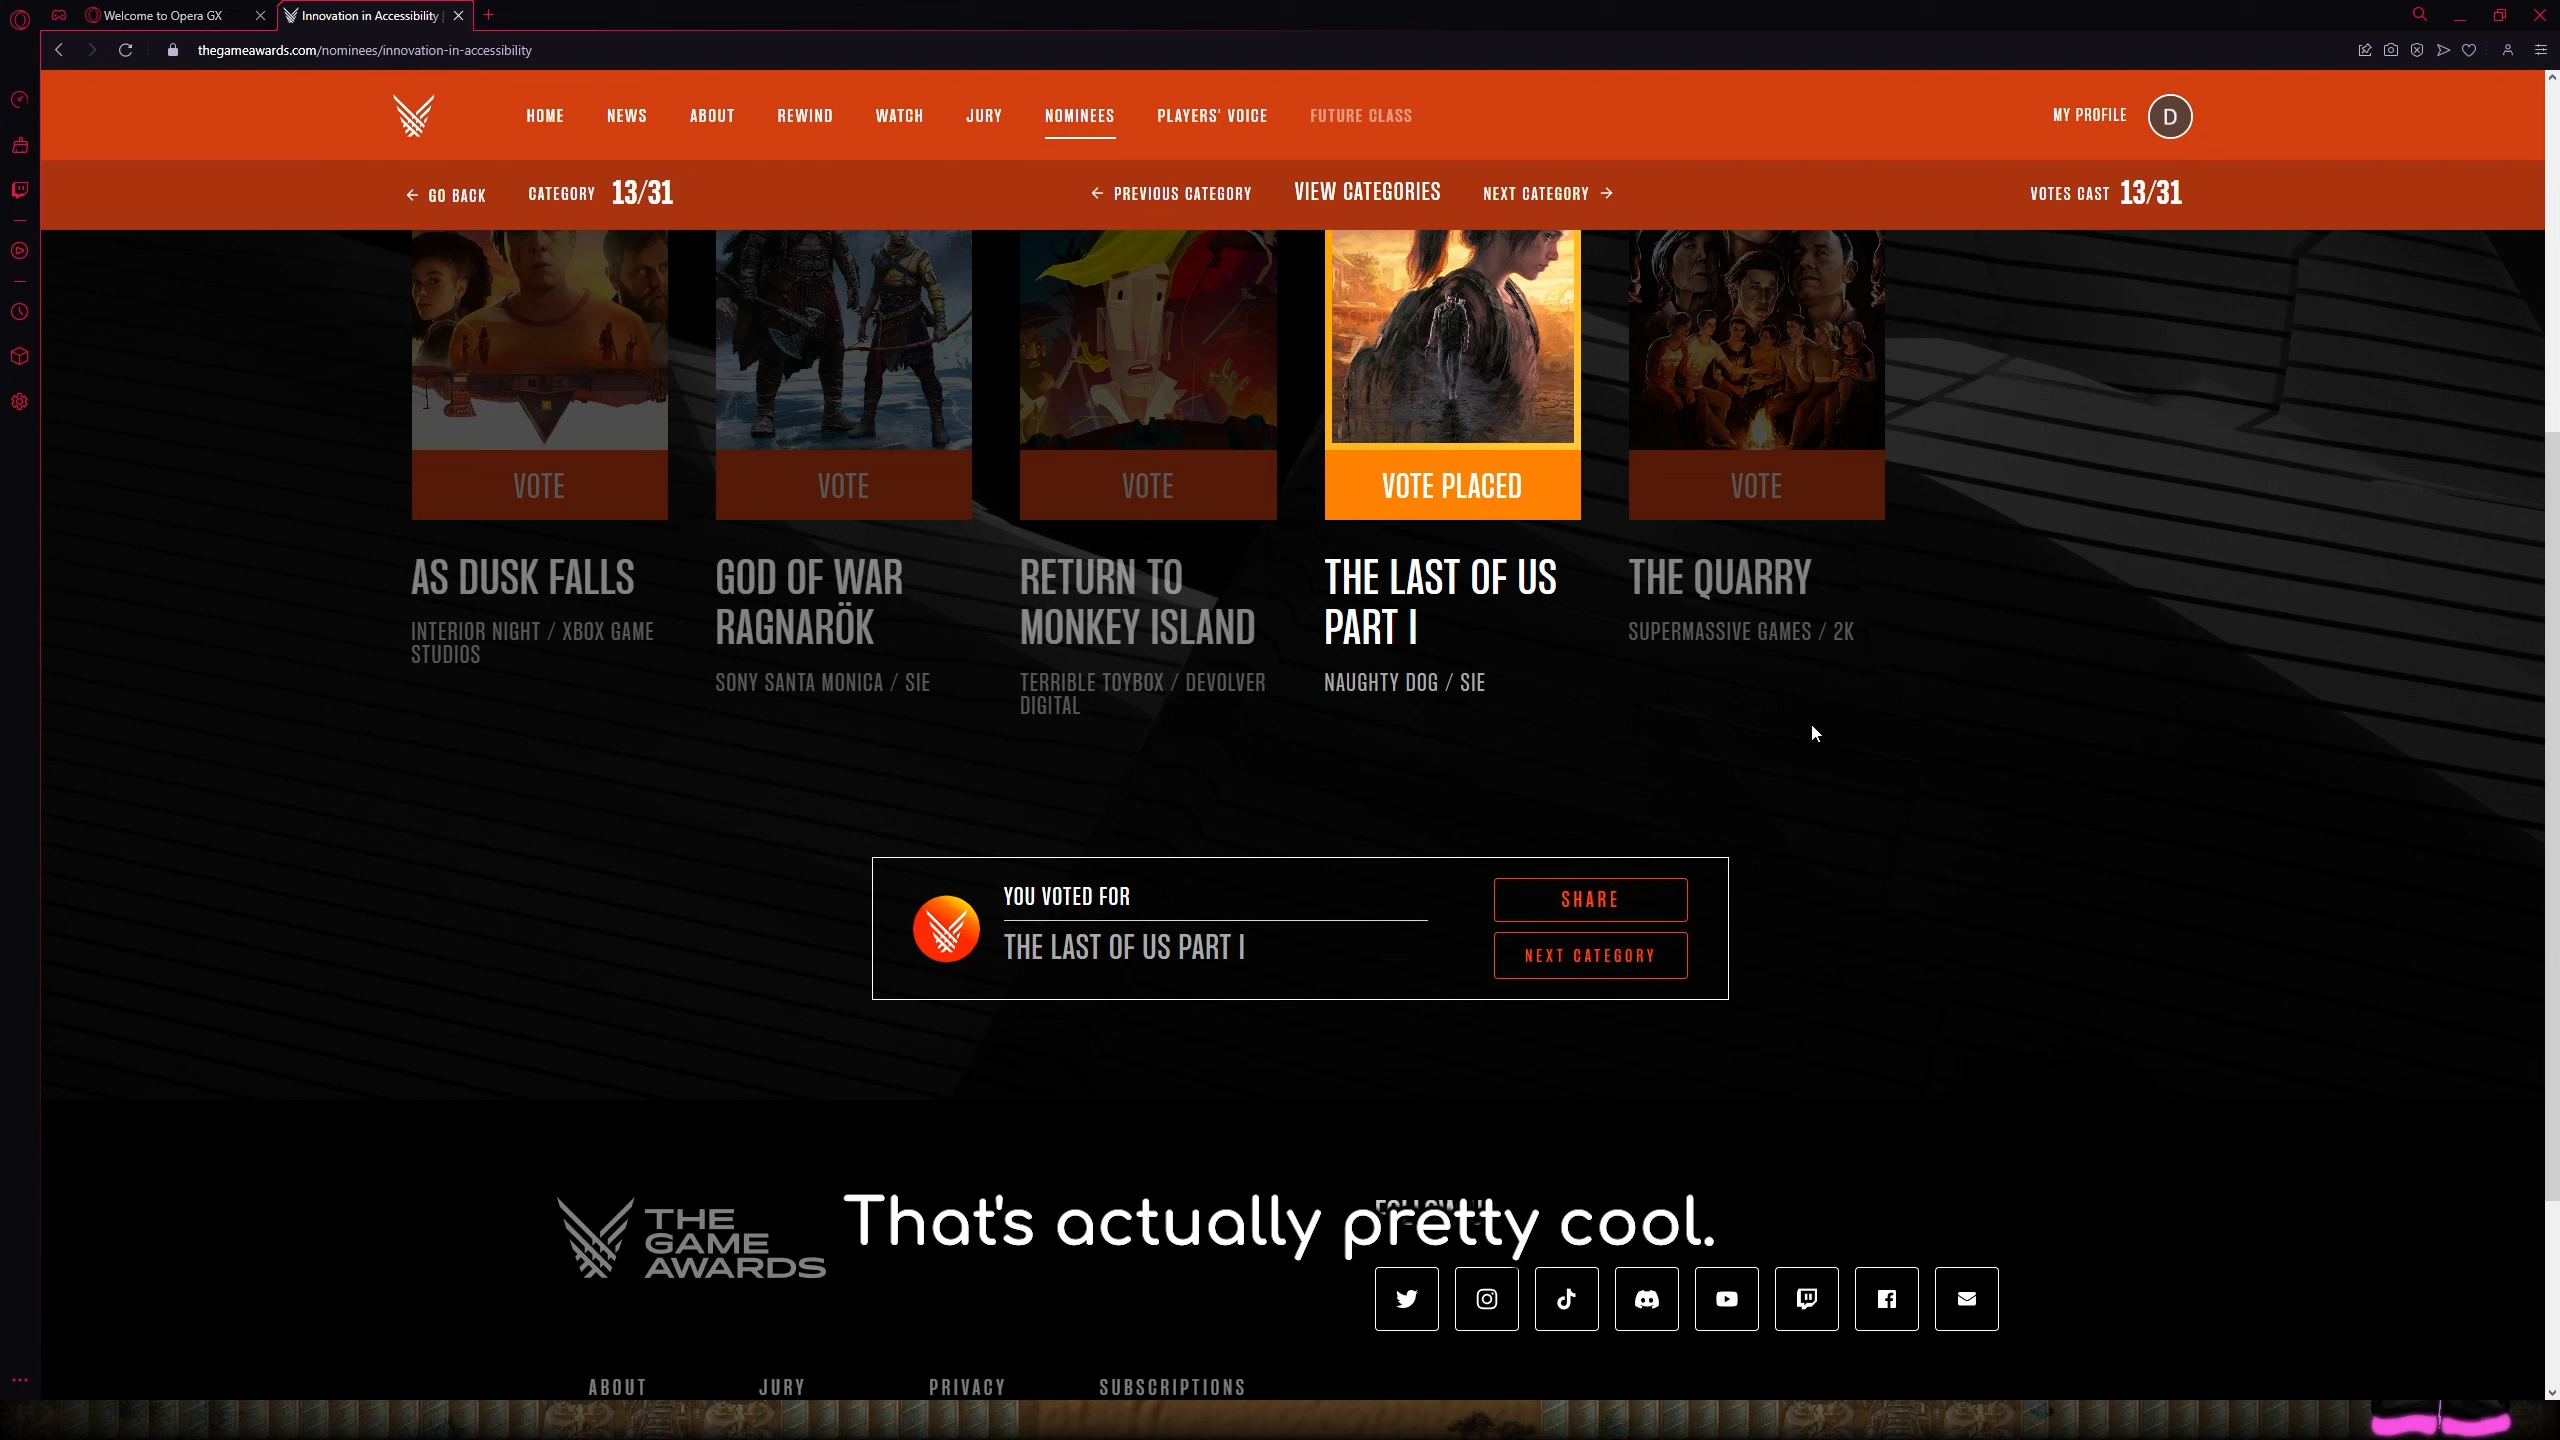 Welcome to Opera GX
Innovation in Accessibility |
thegameawards.com/nominees/innovation-in-accessibility
HOME NEWS ABOUT REWIND WATCH JURY NOMINEES PLAYERS' VOICE FUTURE CLASS
MY PROFILE D
GO BACK CATEGORY 13/31
PREVIOUS CATEGORY VIEW CATEGORIES NEXT CATEGORY
VOTES CAST 13/31
VOTE VOTE VOTE VOTE PLACED VOTE
AS DUSK FALLS
INTERIOR NIGHT / XBOX GAME
STUDIOS
GOD OF WAR
RAGNARÖK
SONY SANTA MONICA / SIE
RETURN TO
MONKEY ISLAND
TERRIBLE TOYBOX / DEVOLVER
DIGITAL
THE LAST OF US
PART I
NAUGHTY DOG / SIE
THE QUARRY
SUPERMASSIVE GAMES / 2K
YOU VOTED FOR
THE LAST OF US PART I
SHARE
NEXT CATEGORY
THE
GAME
AWARDS
That's actually pretty cool.
ABOUT JURY PRIVACY SUBSCRIPTIONS